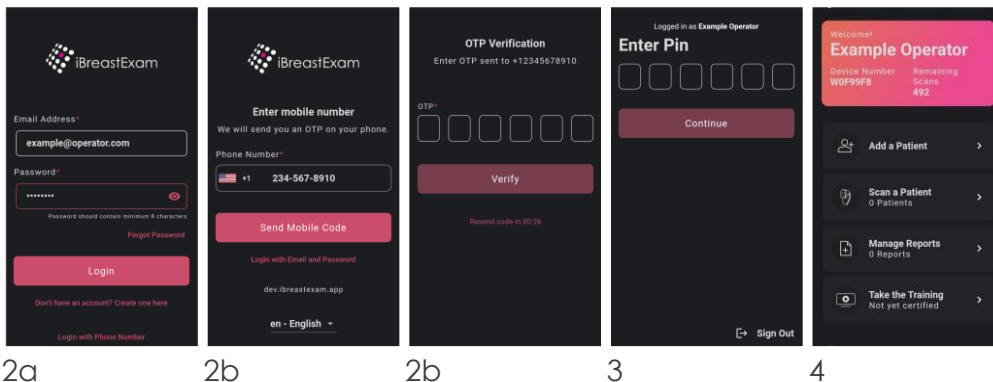 iBreastExam
Email Address*
example@operator.com
Password*
••••••••
Password should contain minimum 8 characters
Forgot Password
Login
Don't have an account? Create one here
Login with Phone Number
2a
iBreastExam
Enter mobile number
We will send you an OTP on your phone.
Phone Number*
+1 234-567-8910
Send Mobile Code
Login with Email and Password
dev.ibreastexam.app
en - English
2b
OTP Verification
Enter OTP sent to +12345678910
OTP*
Verify
Resend code in 00:26
2b
Logged in as Example Operator
Enter Pin
Continue
Sign Out
3
Welcome!
Example Operator
Device Number
W0F99F8
Remaining
Scans
492
Add a Patient
Scan a Patient
0 Patients
Manage Reports
0 Reports
Take the Training
Not yet certified
4